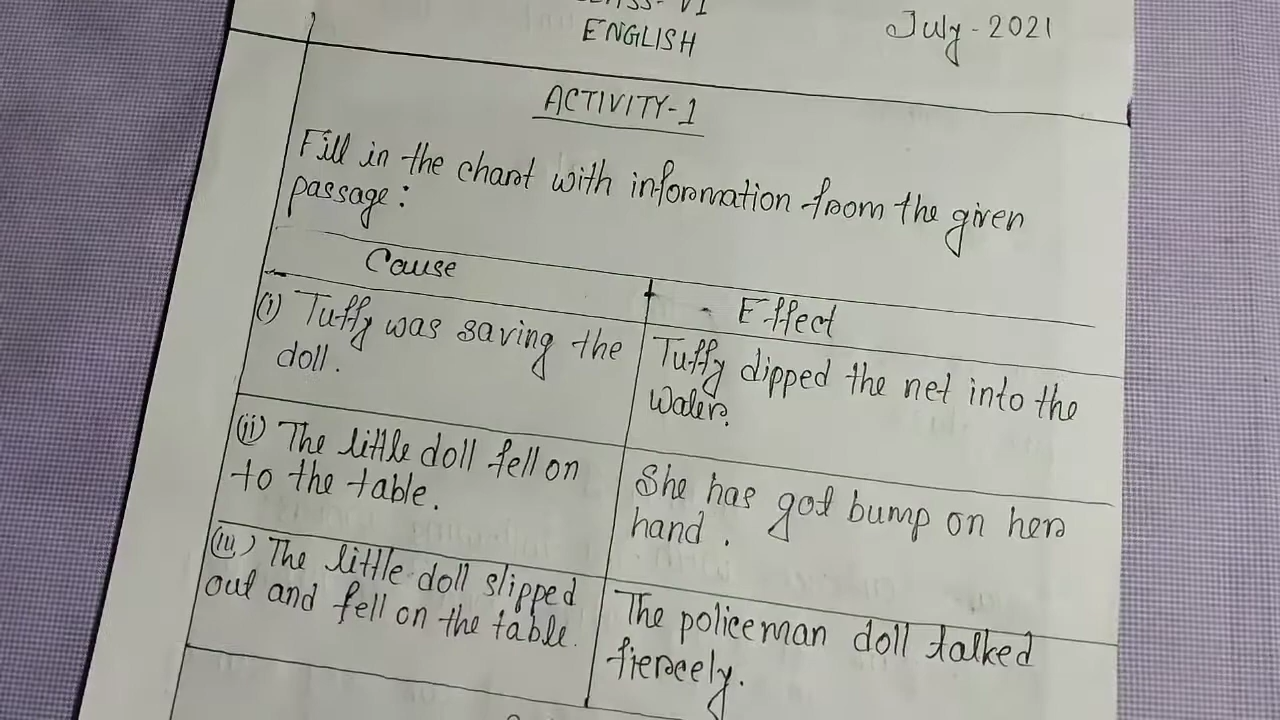 CLASS- VI
ENGLISH
July-2021
ACTIVITY-1
Fill in the chart with information from the given
passage:
Cause
Effect
(i) Tuffy was saving the
doll.
Tuffy dipped the net into the
water.
(ii) The little doll fell on
to the table.
She has got bump on her
hand.
(iii) The little doll slipped
out and fell on the table.
The policeman doll talked
fiercely.